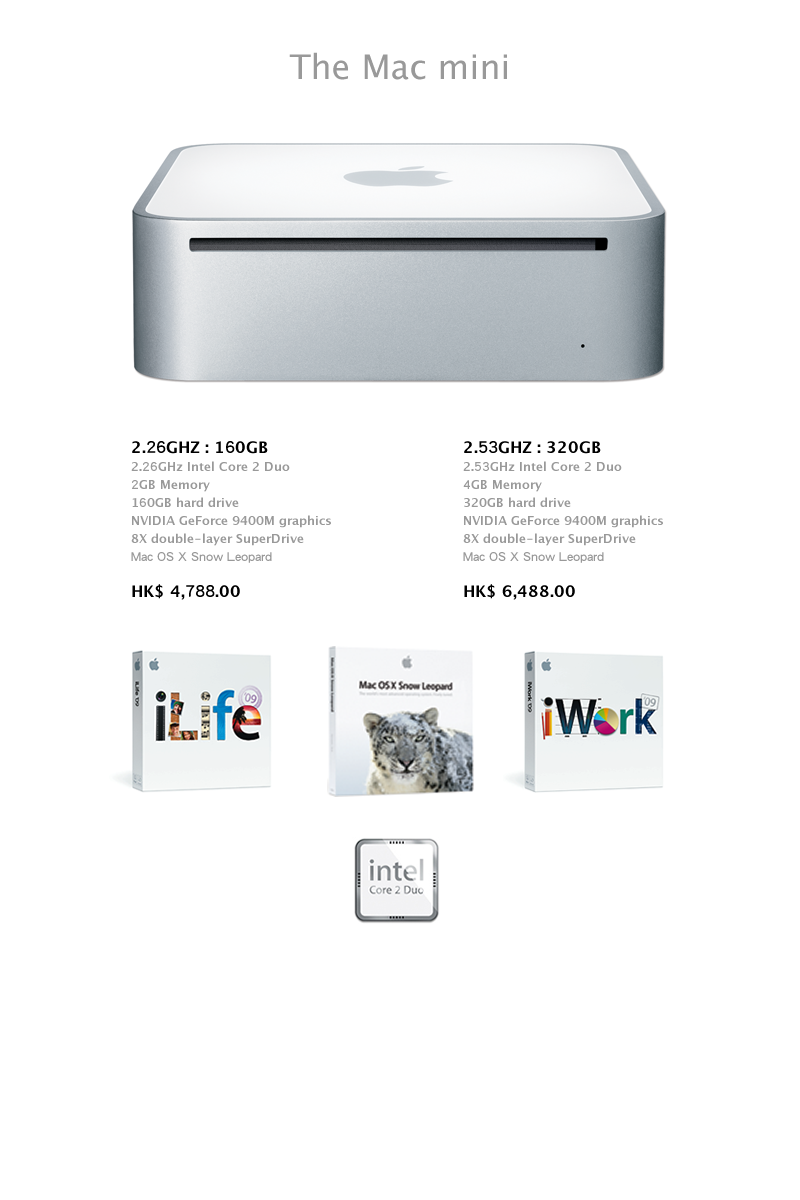 The Mac mini
2.26GHZ : 160GB
2.26GHz Intel Core 2 Duo
2GB Memory
160GB hard drive
NVIDIA GeForce 9400M graphics
8X double-layer SuperDrive
Mac OS X Snow Leopard
HK$ 4,788.00
2.53GHZ : 320GB
2.53GHz Intel Core 2 Duo
4GB Memory
320GB hard drive
NVIDIA GeForce 9400M graphics
8X double-layer SuperDrive
Mac OS X Snow Leopard
HK$ 6,488.00
iLife '09
iLife
'09
Mac OS X Snow Leopard
Mac OS X Snow Leopard
iWork '09
iWork
'09
intel
Core 2 Duo